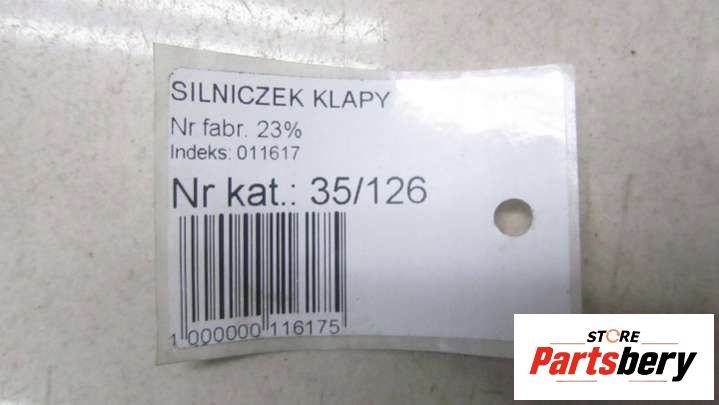 SILNICZEK KLAPY
Nr fabr. 23%
Indeks: 011617
Nr kat.: 35/126
1 000000 116175
STORE
Partsbery